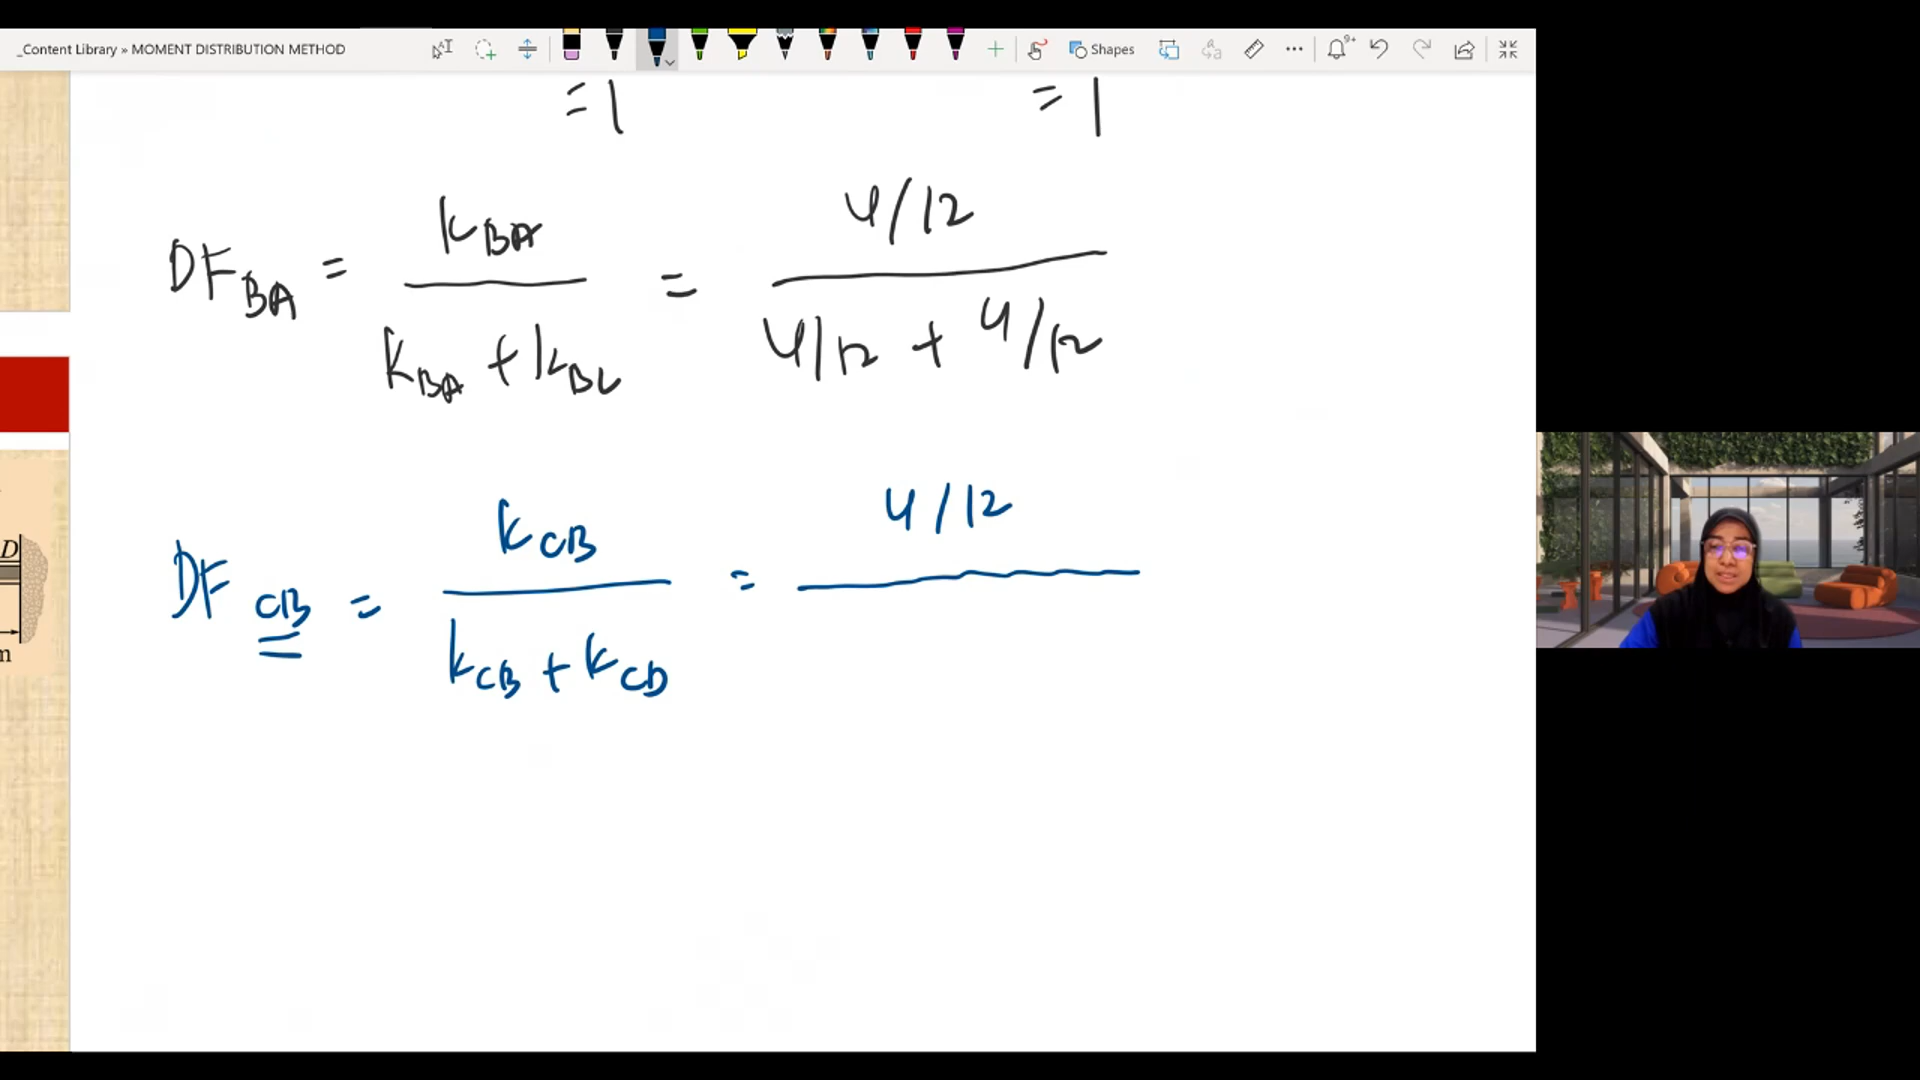 _Content Library » MOMENT DISTRIBUTION METHOD
Shapes
9+
= 1
= 1
DF_BA = K_BA / (K_BA + K_BC) = (4/12) / (4/12 + 4/12)
DF_CB = K_CB / (K_CB + K_CD) = 4/12
D
m